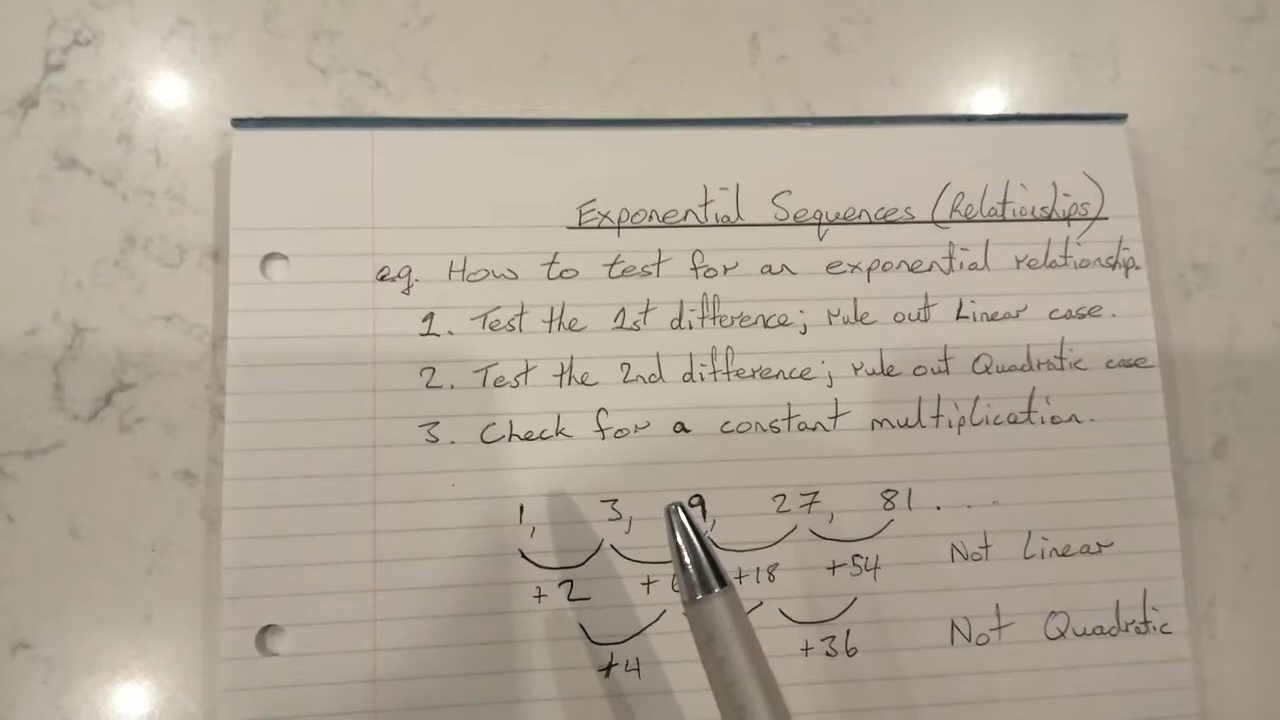 Exponential Sequences (Relationships)
eg. How to test for an exponential relationship.
1. Test the 1st difference; rule out Linear case.
2. Test the 2nd difference; rule out Quadratic case
3. Check for a constant multiplication.
1, 3, 9, 27, 81 . . . .
+2 +18 +54 Not Linear
+4 +36 Not Quadratic